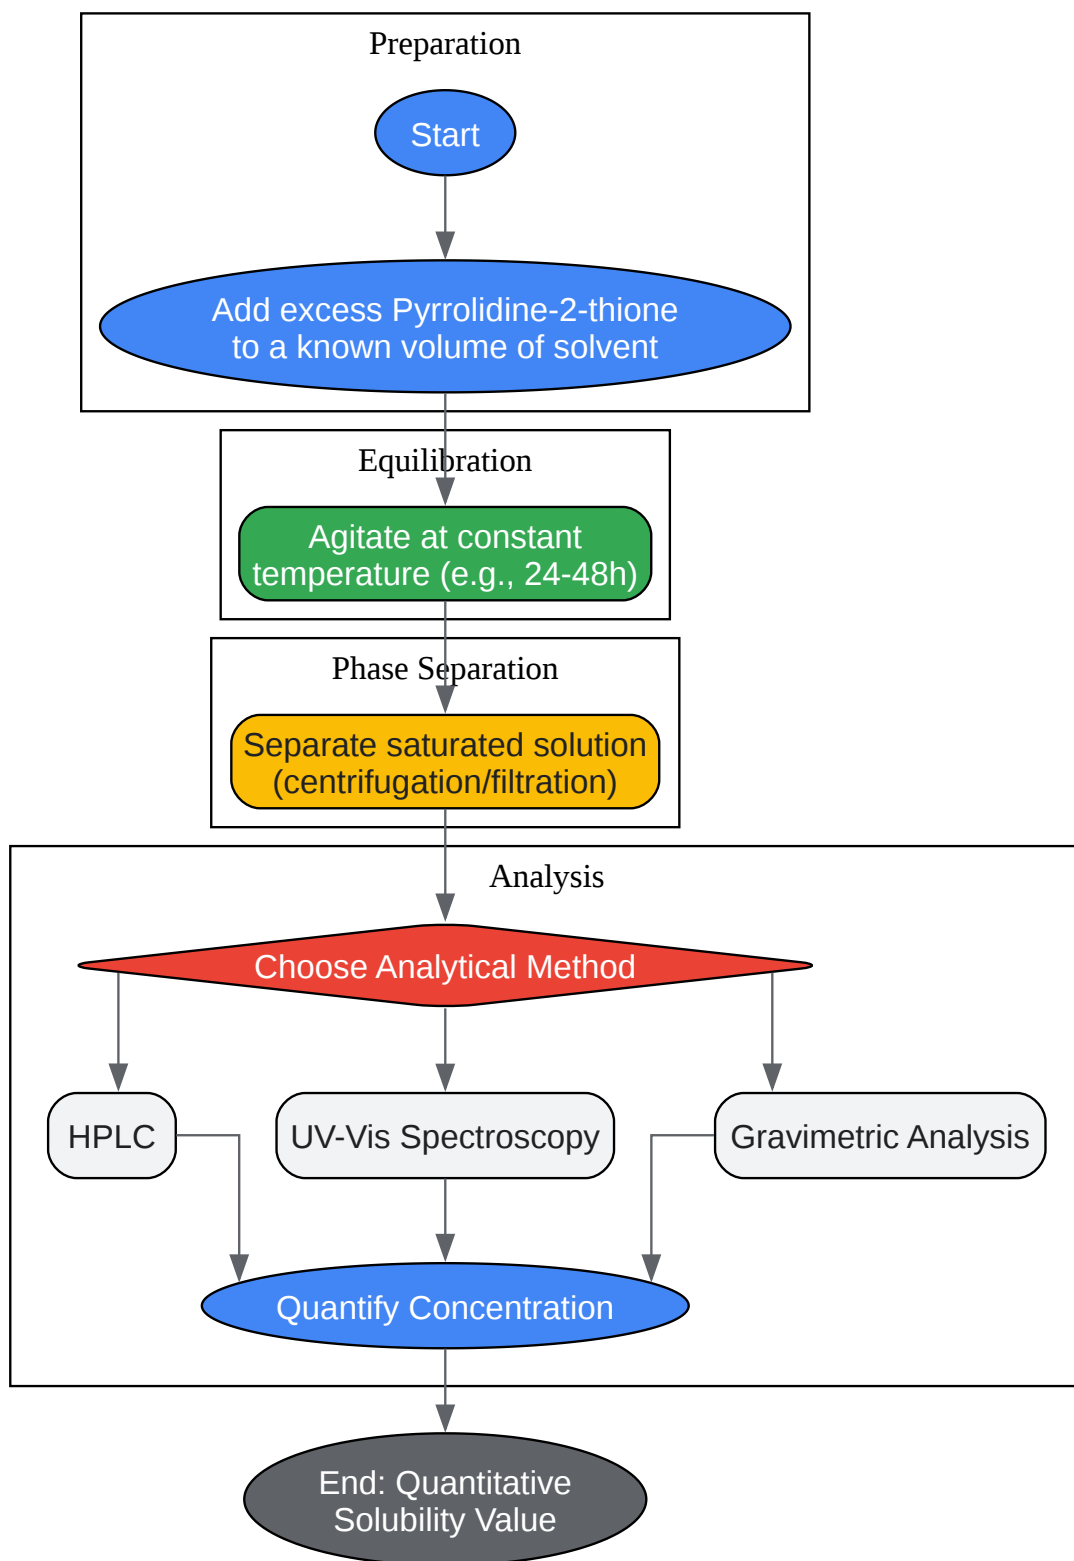 Preparation
Start
Add excess Pyrrolidine-2-thione
to a known volume of solvent
Equilibration
Agitate at constant
temperature (e.g., 24-48h)
Phase Separation
Separate saturated solution
(centrifugation/filtration)
Analysis
Choose Analytical Method
HPLC
UV-Vis Spectroscopy
Gravimetric Analysis
Quantify Concentration
End: Quantitative
Solubility Value